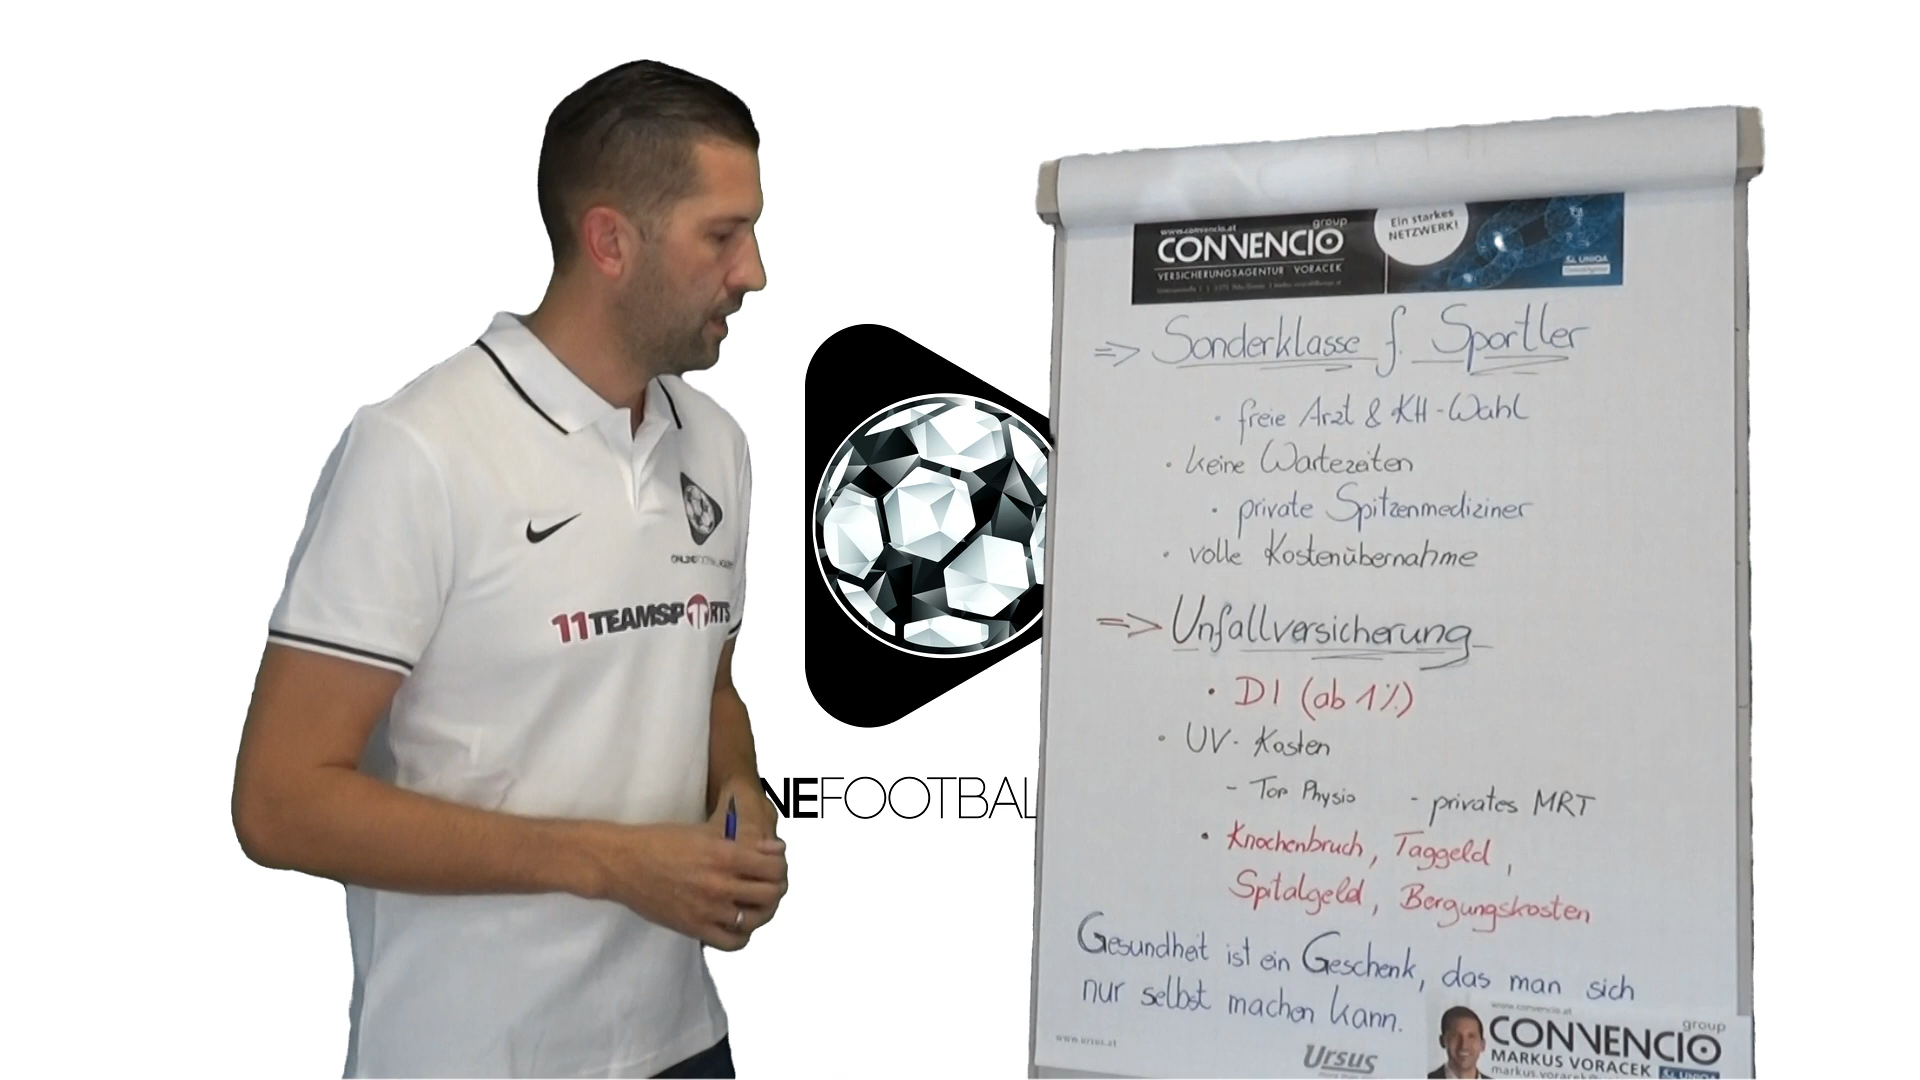 www.convencio.at
group
CONVENCIO
VERSICHERUNGSAGENTUR VORACEK
Ein starkes
NETZWERK!
UNIQA
=> Sonderklasse f. Sportler
• freie Arzt & KH-Wahl
• keine Wartezeiten
• private Spitzenmediziner
• volle Kostenübernahme
=> Unfallversicherung
• DI (ab 1%)
• UV-Kosten
- Top Physio - privates MRT
• Knochenbruch, Taggeld,
Spitalgeld, Bergungskosten
Gesundheit ist ein Geschenk, das man sich
nur selbst machen kann.
www.ursus.at
Ursus
www.convencio.at
group
CONVENCIO
MARKUS VORACEK
UNIQA
11TEAMSPORTS
NEFOOTBAL